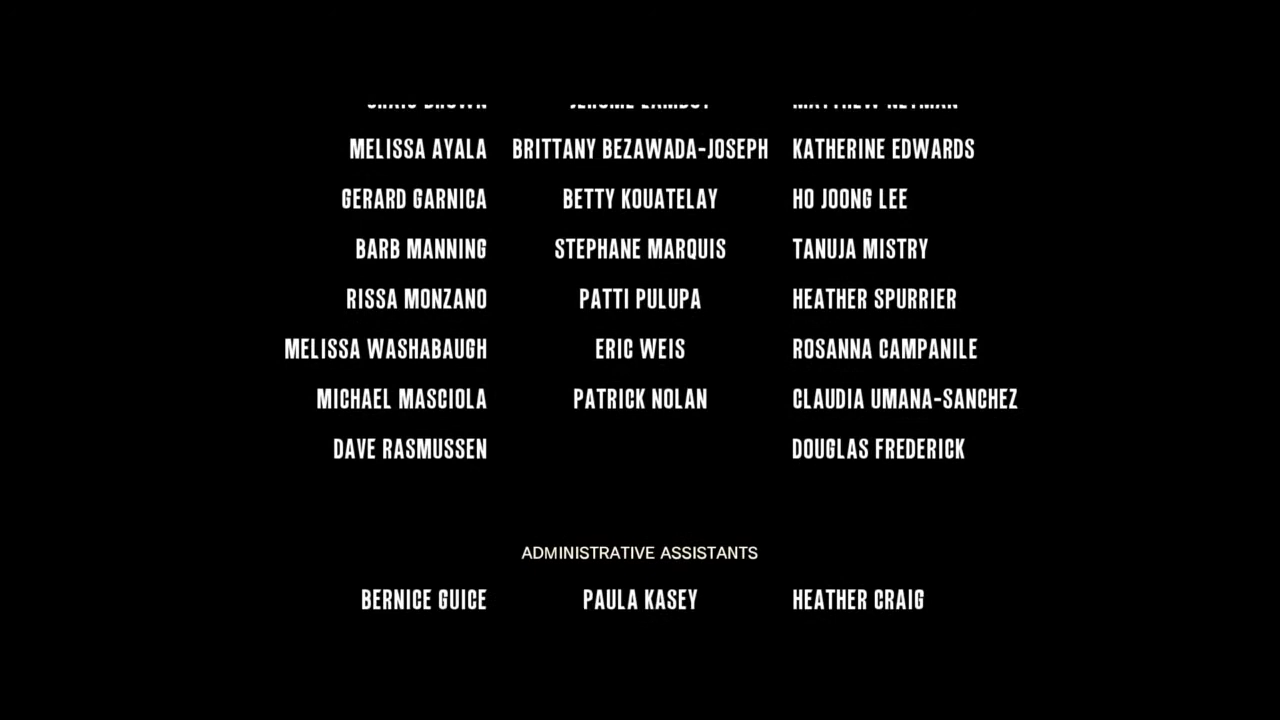 MELISSA AYALA BRITTANY BEZAWADA-JOSEPH KATHERINE EDWARDS
GERARD GARNICA BETTY KOUATELAY HO JOONG LEE
BARB MANNING STEPHANE MARQUIS TANUJA MISTRY
RISSA MONZANO PATTI PULUPA HEATHER SPURRIER
MELISSA WASHABAUGH ERIC WEIS ROSANNA CAMPANILE
MICHAEL MASCIOLA PATRICK NOLAN CLAUDIA UMANA-SANCHEZ
DAVE RASMUSSEN DOUGLAS FREDERICK
ADMINISTRATIVE ASSISTANTS
BERNICE GUICE PAULA KASEY HEATHER CRAIG